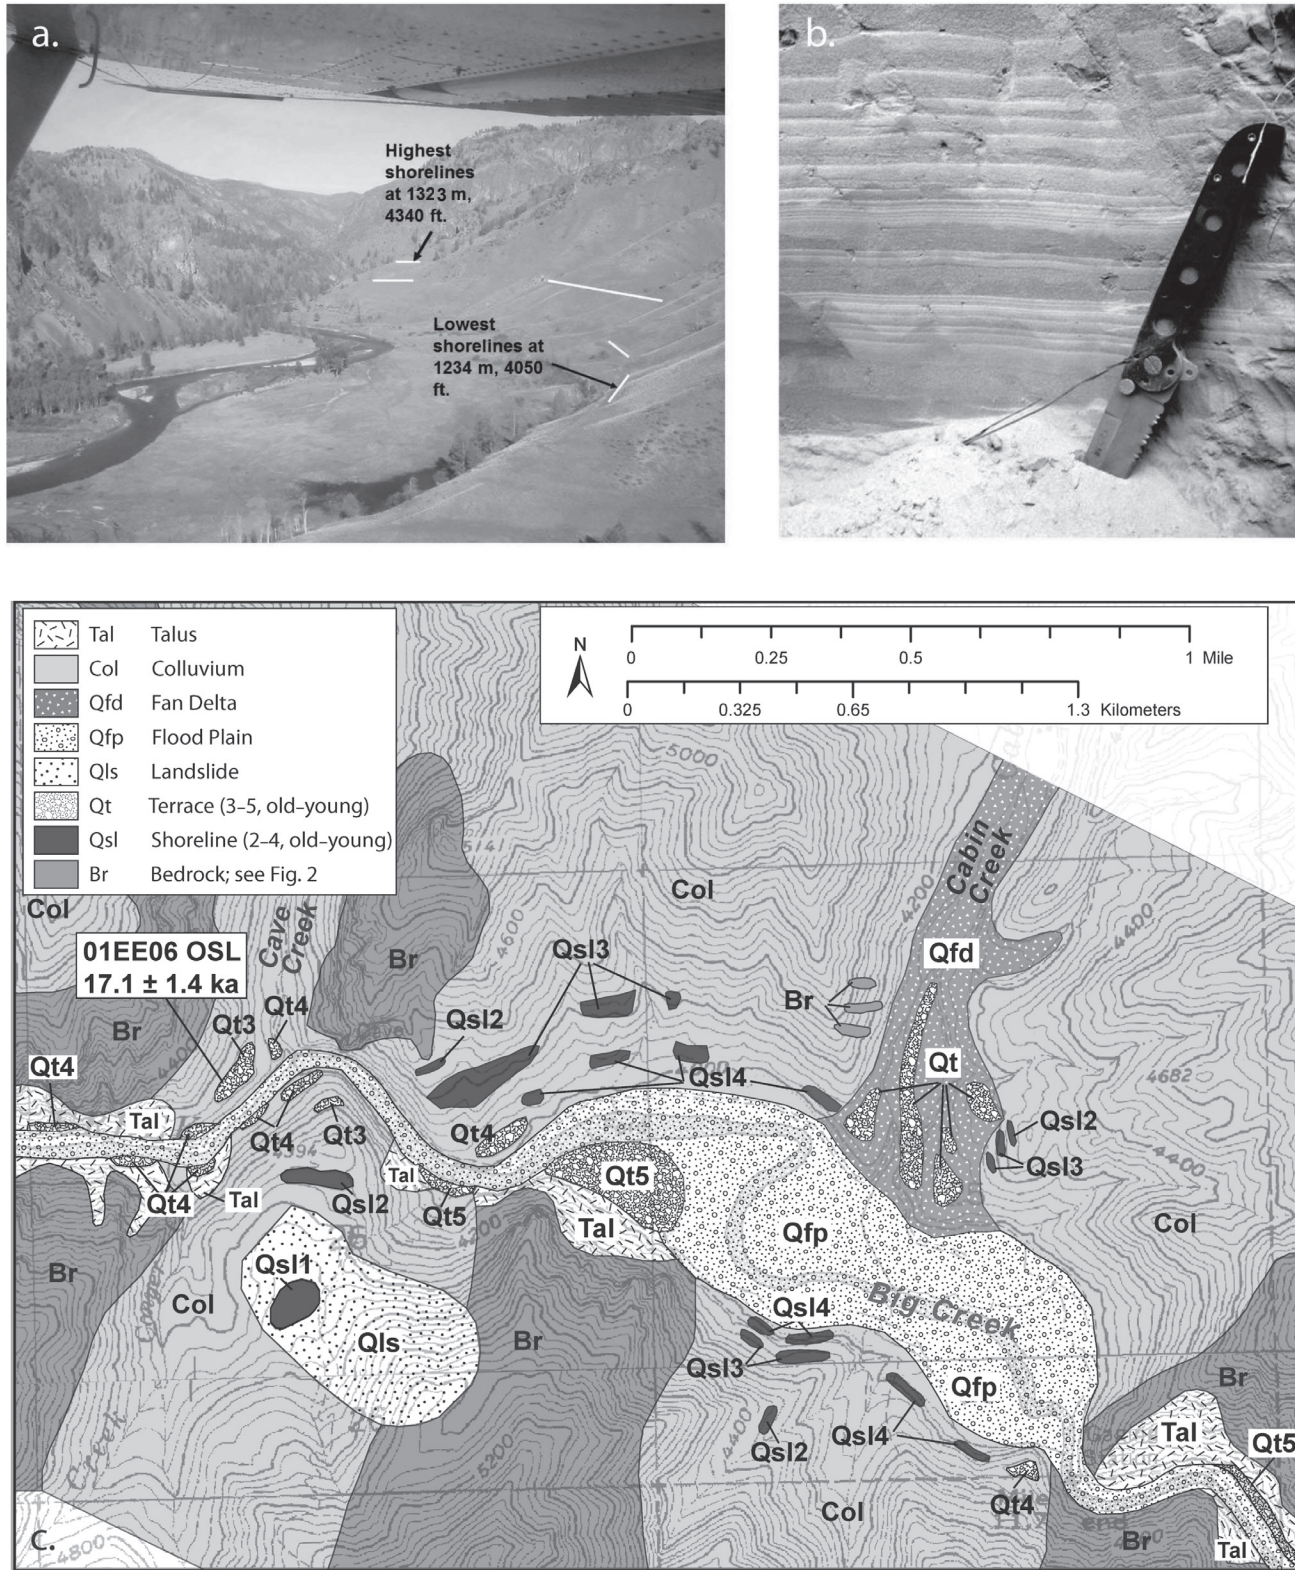 a.
Highest
shorelines
at 1323 m,
4340 ft.
Lowest
shorelines at
1234 m, 4050
ft.
b.
Tal Talus
Col Colluvium
Qfd Fan Delta
Qfp Flood Plain
Qls Landslide
Qt Terrace (3–5, old–young)
Qsl Shoreline (2–4, old–young)
Br Bedrock; see Fig. 2
N
0 0.25 0.5 1 Mile
0 0.325 0.65 1.3 Kilometers
5000
Cabin
Creek
4200
4400
Col
Col
Cave
Creek
4600
01EE06 OSL
17.1 ± 1.4 ka
Br
Qsl3
Qfd
Br
Br
Qt3
Qt4
Qsl2
Cave
Qt4
Qt
Qsl4
4682
Tal
Qt4
Qt3
Qt4
Qsl2
Qsl3
4400
4394
Tal
Qt4
Tal
Qsl2
Qt5
Qt5
4200
Tal
Qfp
Col
Br
Qsl1
Col
Qls
Br
Qsl4
Big Creek
Qsl3
Qfp
Br
4400
Qsl2
Qsl4
Tal
Qt5
Creek
5200
Col
Qt4
Br
Tal
C.
4800